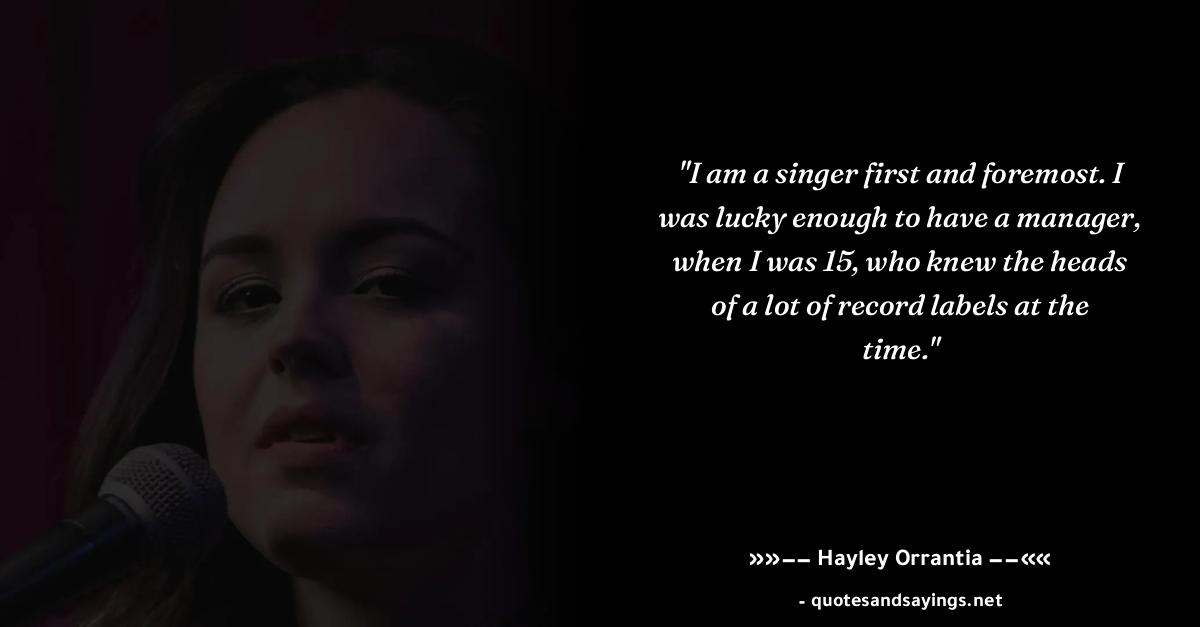 "I am a singer first and foremost. I
was lucky enough to have a manager,
when I was 15, who knew the heads
of a lot of record labels at the
time."
»»−− Hayley Orrantia −−««
- quotesandsayings.net